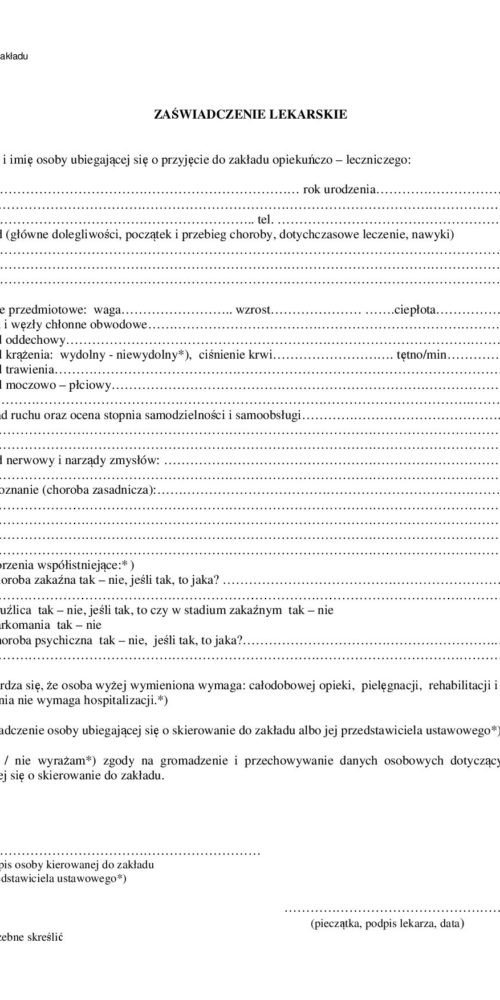 akładu
ZAŚWIADCZENIE LEKARSKIE
i imię osoby ubiegającej się o przyjęcie do zakładu opiekuńczo – leczniczego:
………………………………………………………………… rok urodzenia…………………………
…………………………………………………………………………………………………………
……………………………………………………….. tel. ……………………………………………
(główne dolegliwości, początek i przebieg choroby, dotychczasowe leczenie, nawyki)
…………………………………………………………………………………………………………
…………………………………………………………………………………………………………
…………………………………………………………………………………………………………
e przedmiotowe: waga…………………….. wzrost………………… …….ciepłota……………
i węzły chłonne obwodowe……………………………………………………………………………
oddechowy……………………………………………………………………………………………
krążenia: wydolny - niewydolny*), ciśnienie krwi………………………. tętno/min…………
trawienia………………………………………………………………………………………………
moczowo – płciowy……………………………………………………………………………………
…………………………………………………………………………………………………………
ad ruchu oraz ocena stopnia samodzielności i samoobsługi…………………………………………
…………………………………………………………………………………………………………
…………………………………………………………………………………………………………
nerwowy i narządy zmysłów: …………………………………………………………………………
…………………………………………………………………………………………………………
oznanie (choroba zasadnicza):…………………………………………………………………………
…………………………………………………………………………………………………………
…………………………………………………………………………………………………………
…………………………………………………………………………………………………………
…………………………………………………………………………………………………………
orzenia współistniejące:*)
oroba zakaźna tak – nie, jeśli tak, to jaka? …………………………………………………………
…………………………………………………………………………………………………………
uźlica tak – nie, jeśli tak, to czy w stadium zakaźnym tak – nie
arkomania tak – nie
oroba psychiczna tak – nie, jeśli tak, to jaka?………………………………………………………
…………………………………………………………………………………………………………
rdza się, że osoba wyżej wymieniona wymaga: całodobowej opieki, pielęgnacji, rehabilitacji i
nia nie wymaga hospitalizacji.*)
adczenie osoby ubiegającej się o skierowanie do zakładu albo jej przedstawiciela ustawowego*)
/ nie wyrażam*) zgody na gromadzenie i przechowywanie danych osobowych dotyczący
ej się o skierowanie do zakładu.
…………………………………………………………
pis osoby kierowanej do zakładu
edstawiciela ustawowego*)
………………………………………………
(pieczątka, podpis lekarza, data)
zebne skreślić